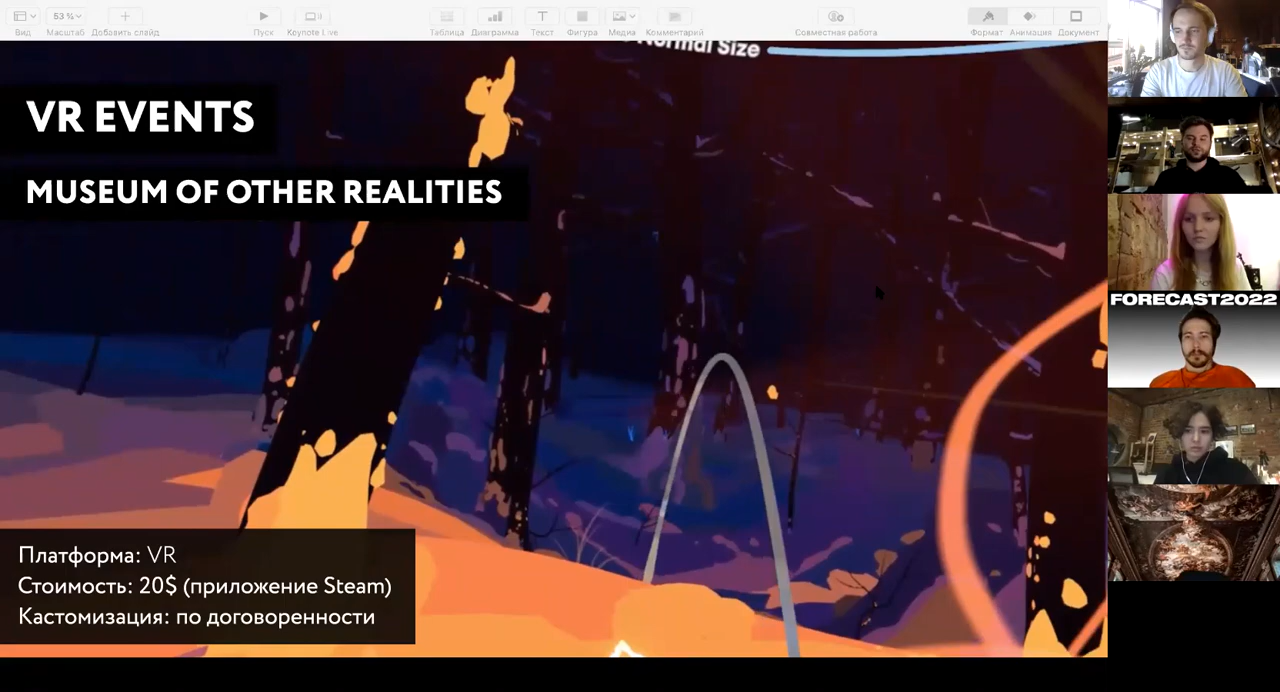 53 %
Вид
Масштаб
Добавить слайд
Пуск
Keynote Live
Таблица
Диаграмма
Текст
Фигура
Медиа
Комментарий
Совместная работа
Формат
Анимация
Документ
Normal Size
VR EVENTS
MUSEUM OF OTHER REALITIES
Платформа: VR
Стоимость: 20$ (приложение Steam)
Кастомизация: по договоренности
FORECAST2022